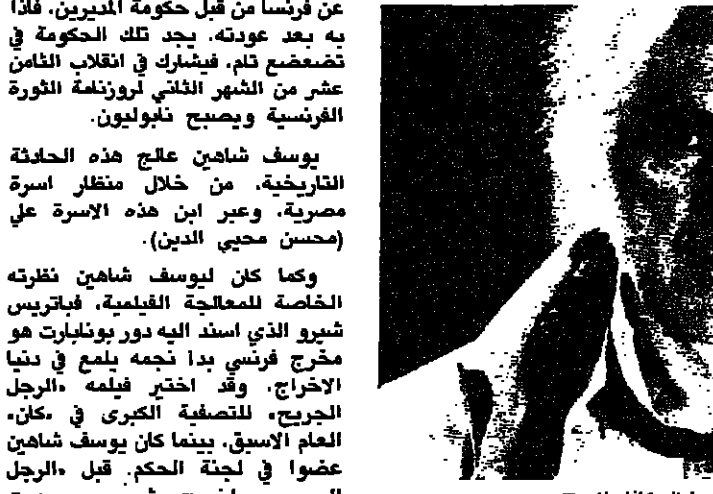 عن فرنسا من قبل حكومة المديرين، فاذا
به بعد عودته، يجد تلك الحكومة في
تضعضع تام، فيشارك في انقلاب الثامن
عشر من الشهر الثاني لروزنامة الثورة
الفرنسية ويصبح نابوليون.
يوسف شاهين عالج هذه الحادثة
التاريخية، من خلال منظار اسرة
مصرية، وعبر ابن هذه الاسرة علي
(محسن محيي الدين).
وكما كان ليوسف شاهين نظرته
الخاصة للمعالجة الفيلمية، فباتريس
شيرو الذي اسند اليه دور بونابارت هو
مخرج فرنسي بدا نجمه يلمع في دنيا
الاخراج، وقد اختير فيلمه «الرجل
الجريح» للتصفية الكبرى في «كان»
العام الاسبق، بينما كان يوسف شاهين
عضوا في لجنة الحكم. قبل «الرجل